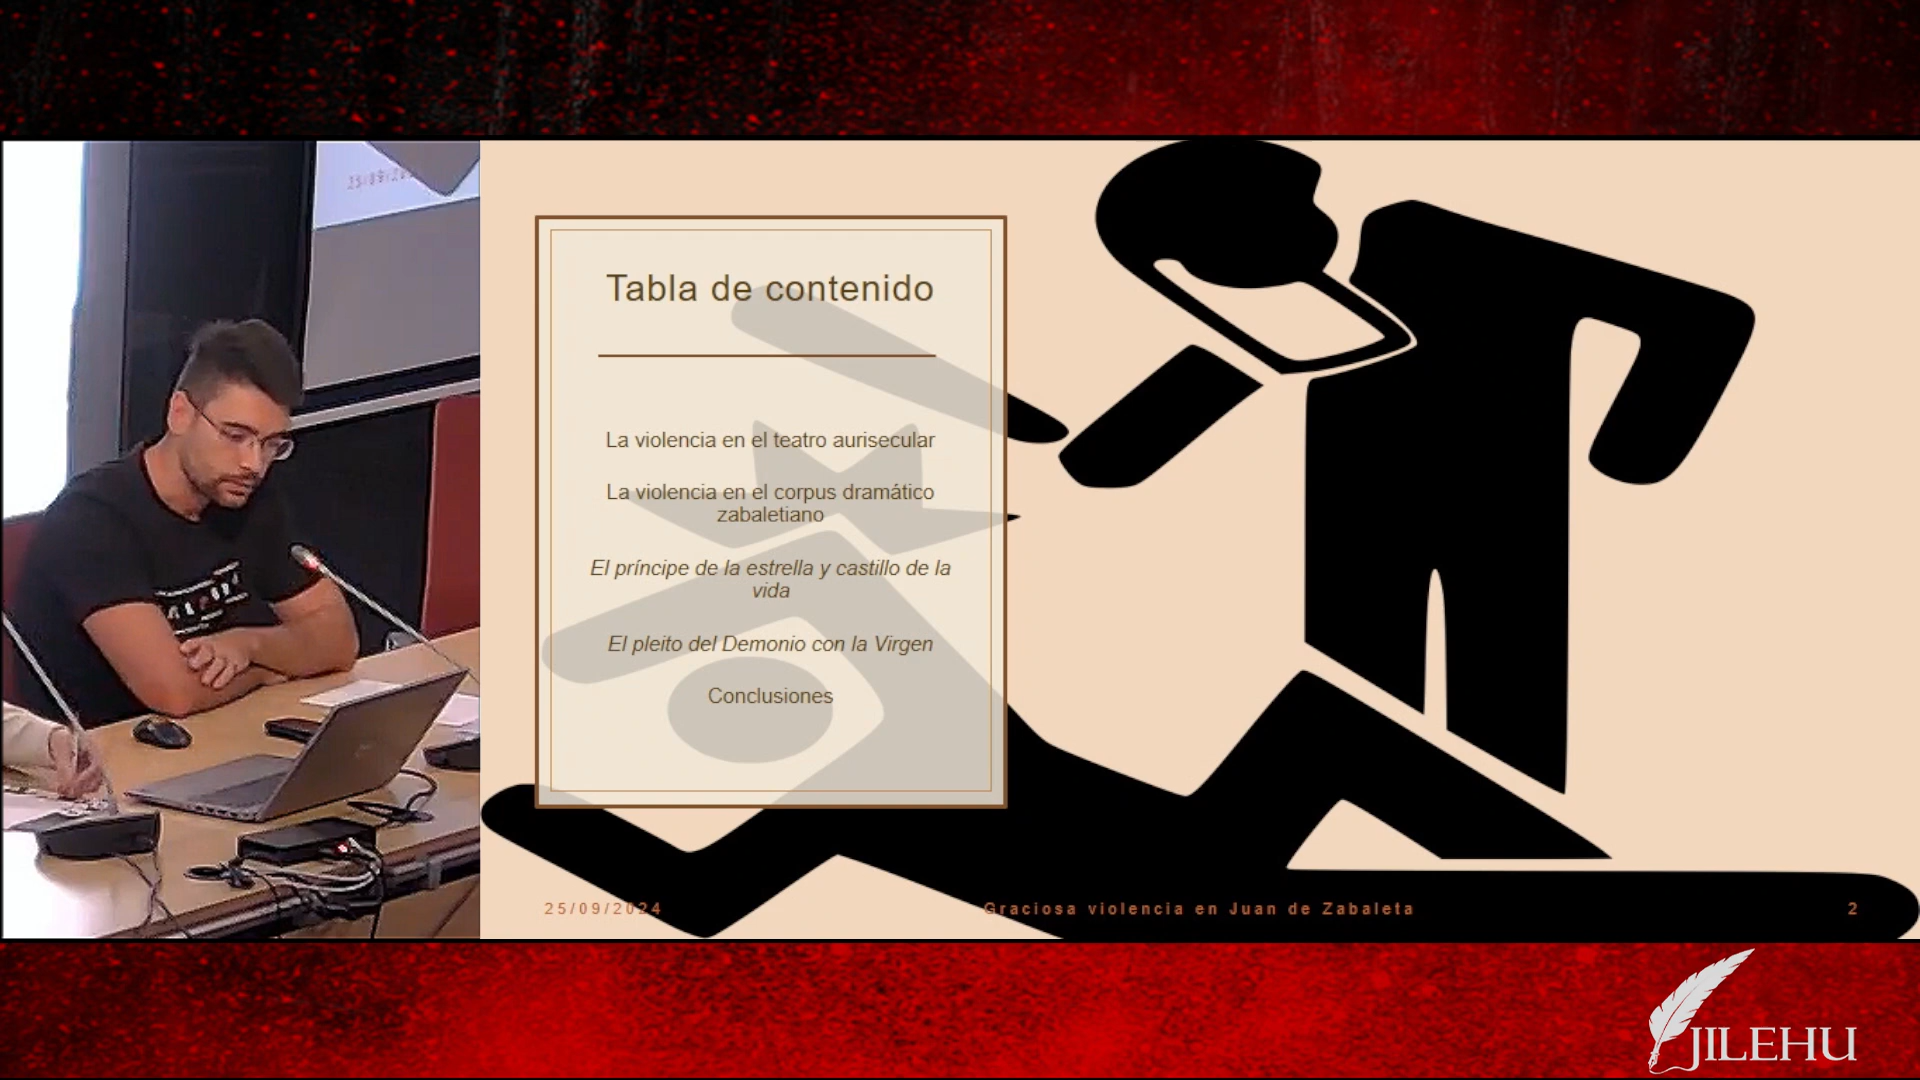 Tabla de contenido
La violencia en el teatro aurisecular
La violencia en el corpus dramático
zabaletiano
El príncipe de la estrella y castillo de la
vida
El pleito del Demonio con la Virgen
Conclusiones
25/09/2024
Graciosa violencia en Juan de Zabaleta
2
JILEHU